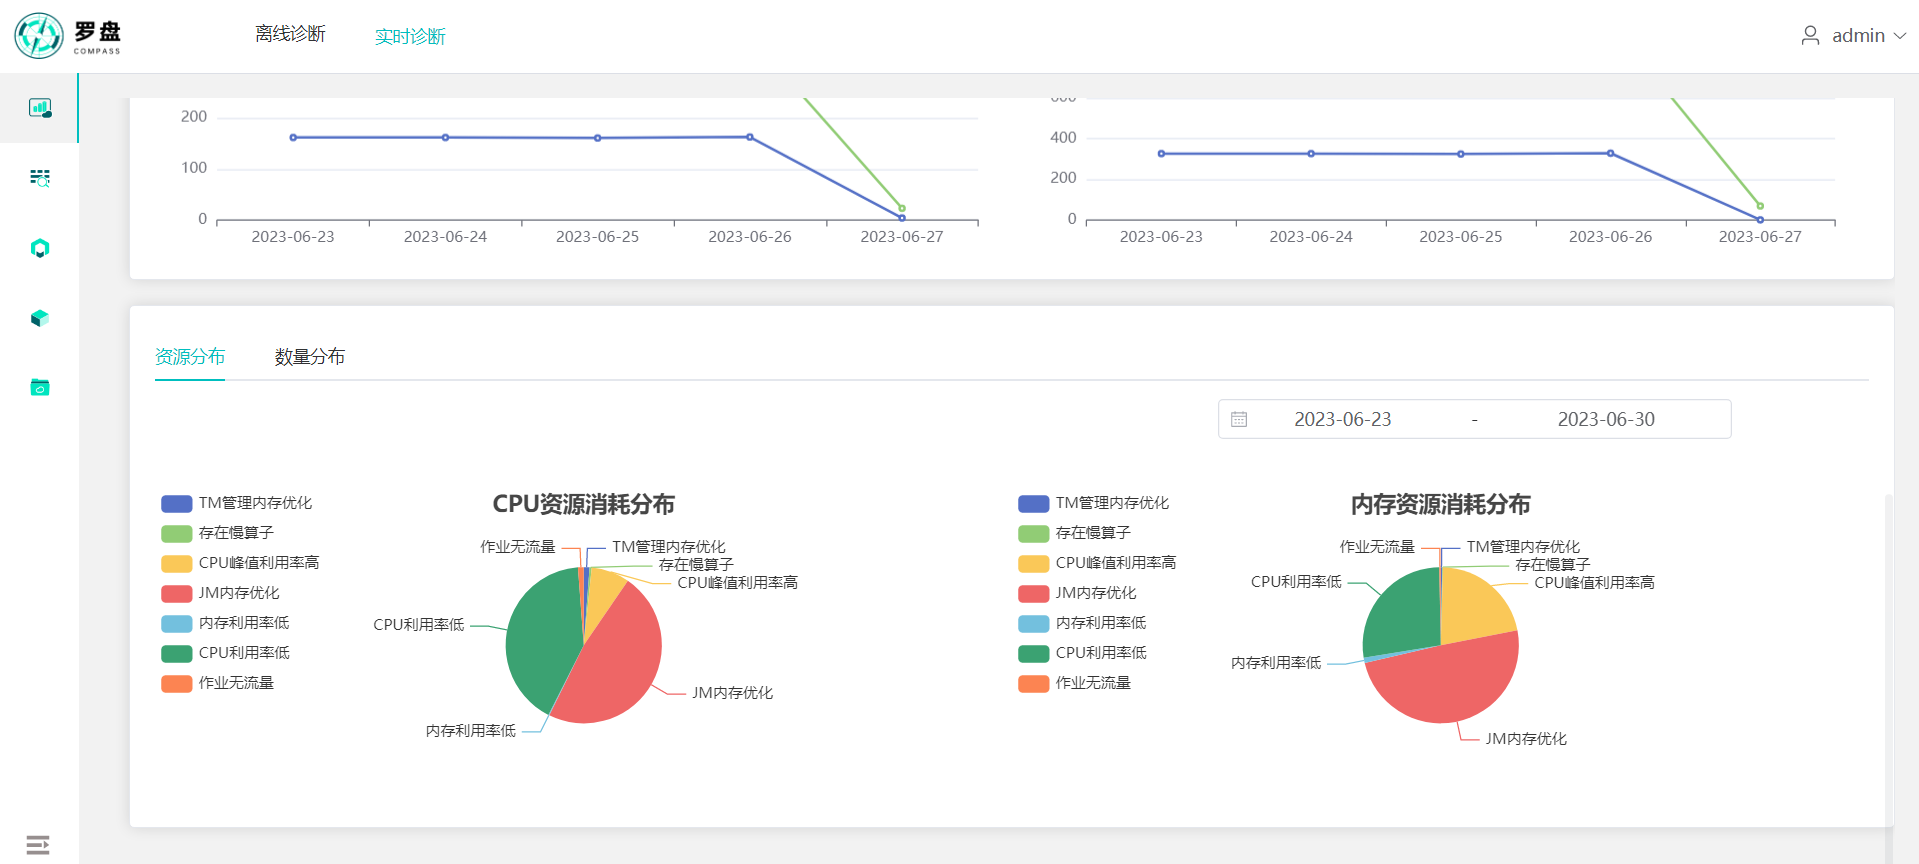 罗盘
COMPASS
离线诊断
实时诊断
admin
200
100
0
2023-06-23
2023-06-24
2023-06-25
2023-06-26
2023-06-27
600
400
200
0
2023-06-23
2023-06-24
2023-06-25
2023-06-26
2023-06-27
资源分布
数量分布
2023-06-23 - 2023-06-30
TM管理内存优化
存在慢算子
CPU峰值利用率高
JM内存优化
内存利用率低
CPU利用率低
作业无流量
CPU资源消耗分布
作业无流量
TM管理内存优化
存在慢算子
CPU峰值利用率高
CPU利用率低
JM内存优化
内存利用率低
TM管理内存优化
存在慢算子
CPU峰值利用率高
JM内存优化
内存利用率低
CPU利用率低
作业无流量
内存资源消耗分布
作业无流量
TM管理内存优化
存在慢算子
CPU利用率低
CPU峰值利用率高
内存利用率低
JM内存优化